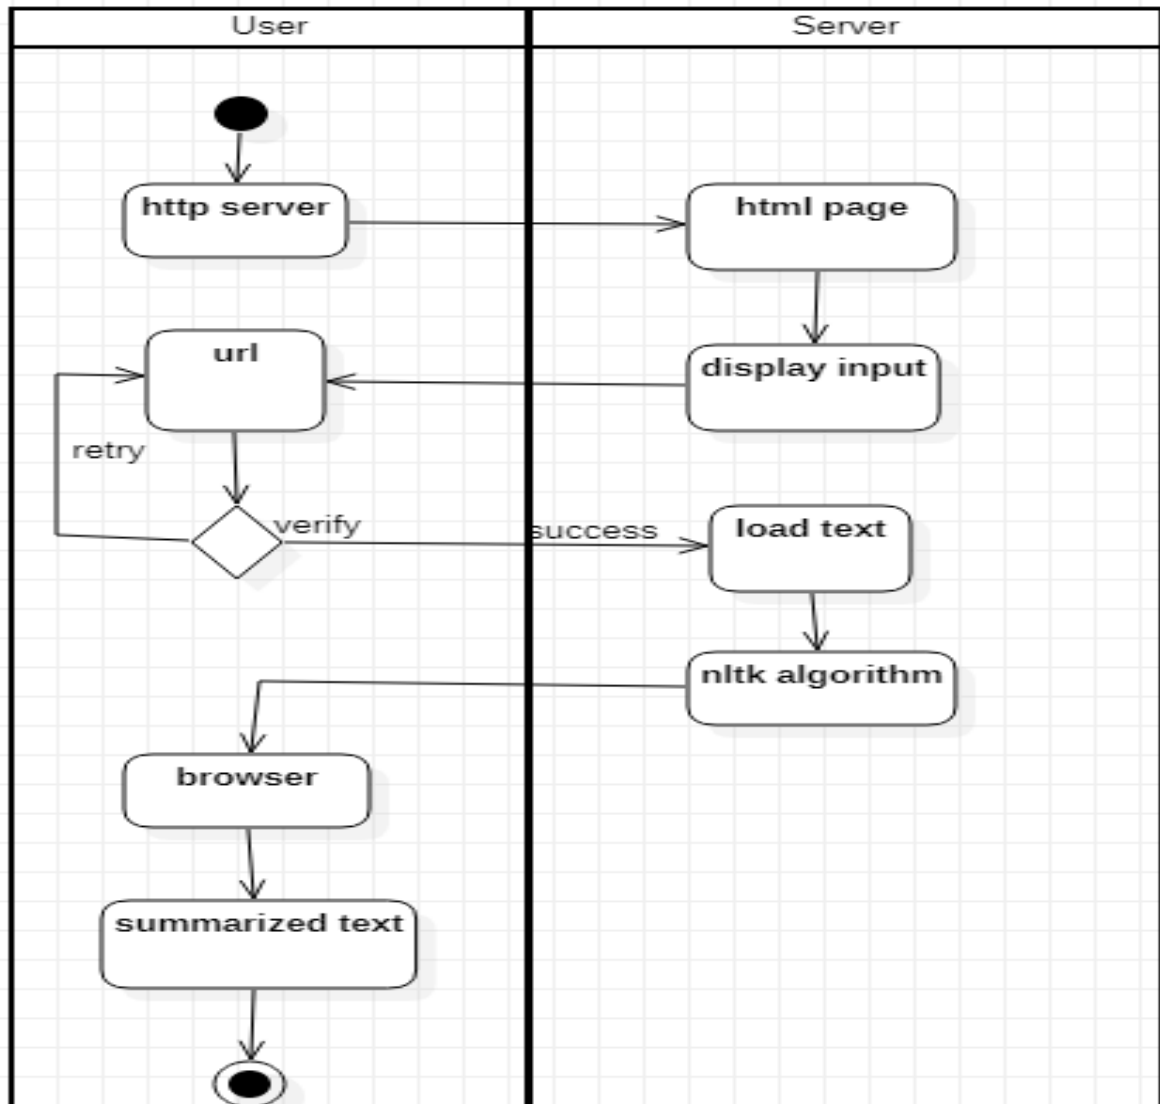 User
Server
http server
html page
url
display input
retry
verify
success
load text
nltk algorithm
browser
summarized text